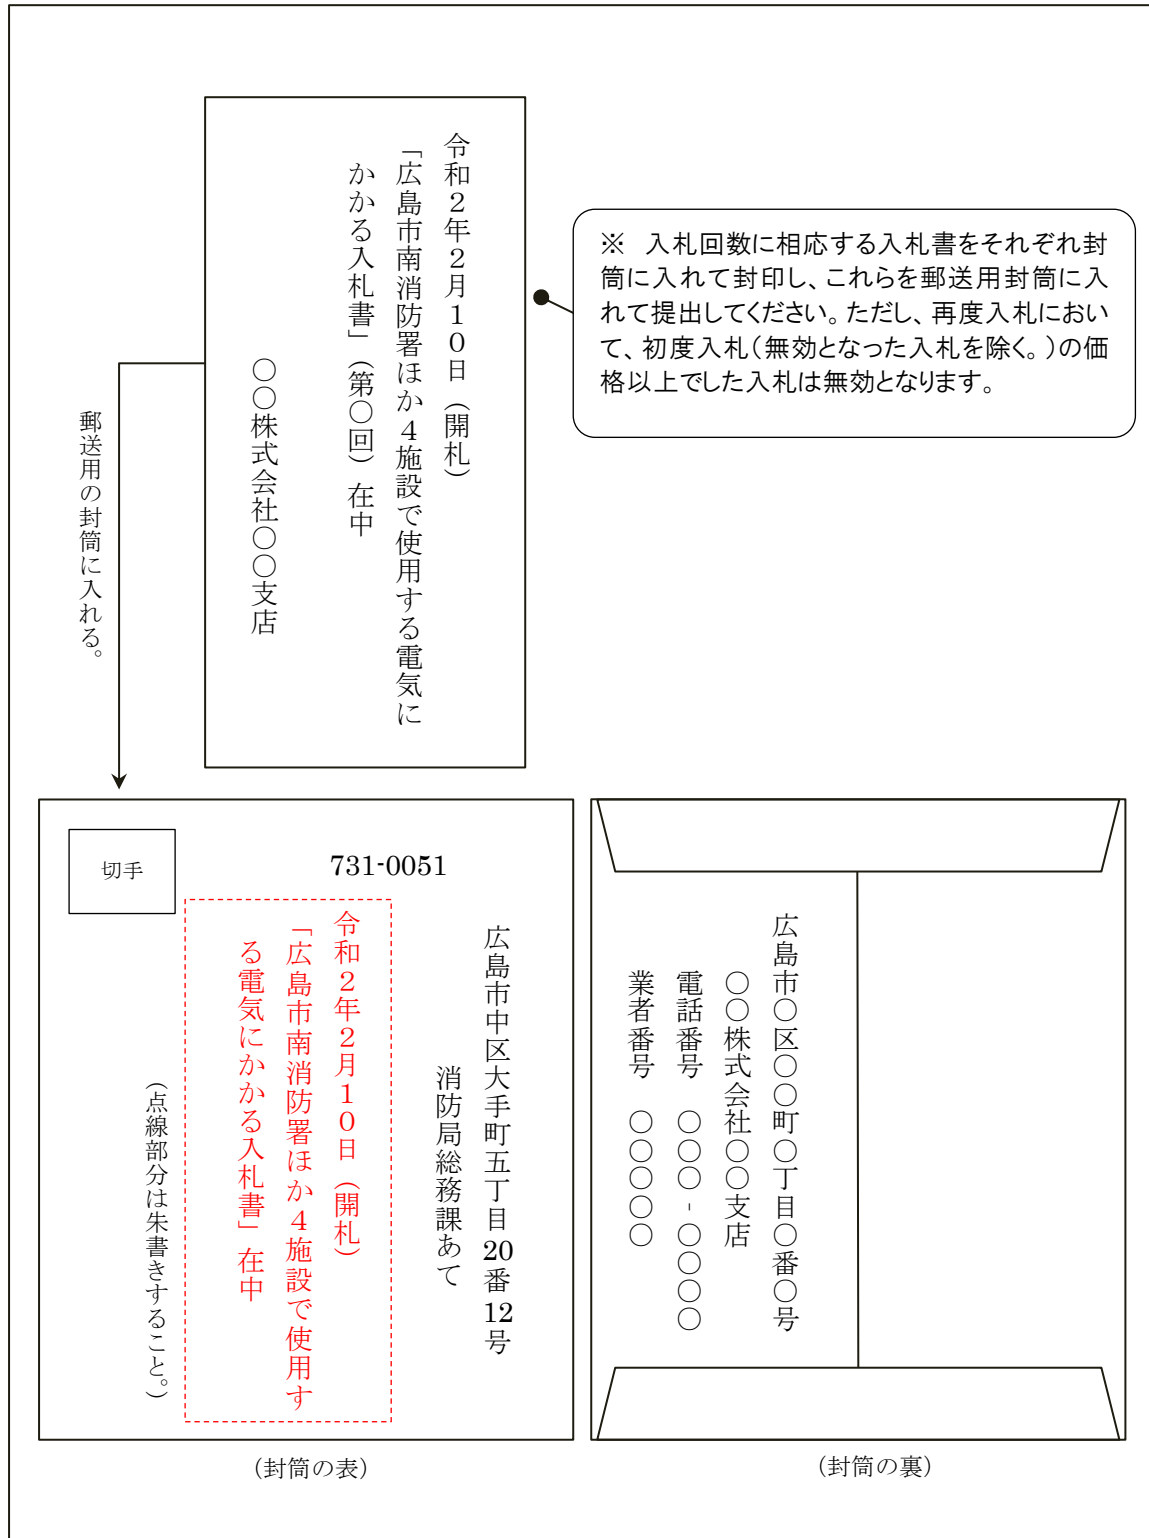 令和２年２月１０日（開札）
「広島市南消防署ほか４施設で使用する電気に
かかる入札書」（第○回）在中
○○株式会社○○支店
※　入札回数に相応する入札書をそれぞれ封
筒に入れて封印し、これらを郵送用封筒に入
れて提出してください。ただし、再度入札におい
て、初度入札（無効となった入札を除く。）の価
格以上でした入札は無効となります。
郵送用の封筒に入れる。
切手
731-0051
広島市中区大手町五丁目20番12号
消防局総務課あて
令和２年２月１０日（開札）
「広島市南消防署ほか４施設で使用す
る電気にかかる入札書」在中
（点線部分は朱書きすること。）
（封筒の表）
広島市○区○○町○丁目○番○号
○○株式会社○○支店
電話番号　○○○-○○○○
業者番号　○○○○○
（封筒の裏）